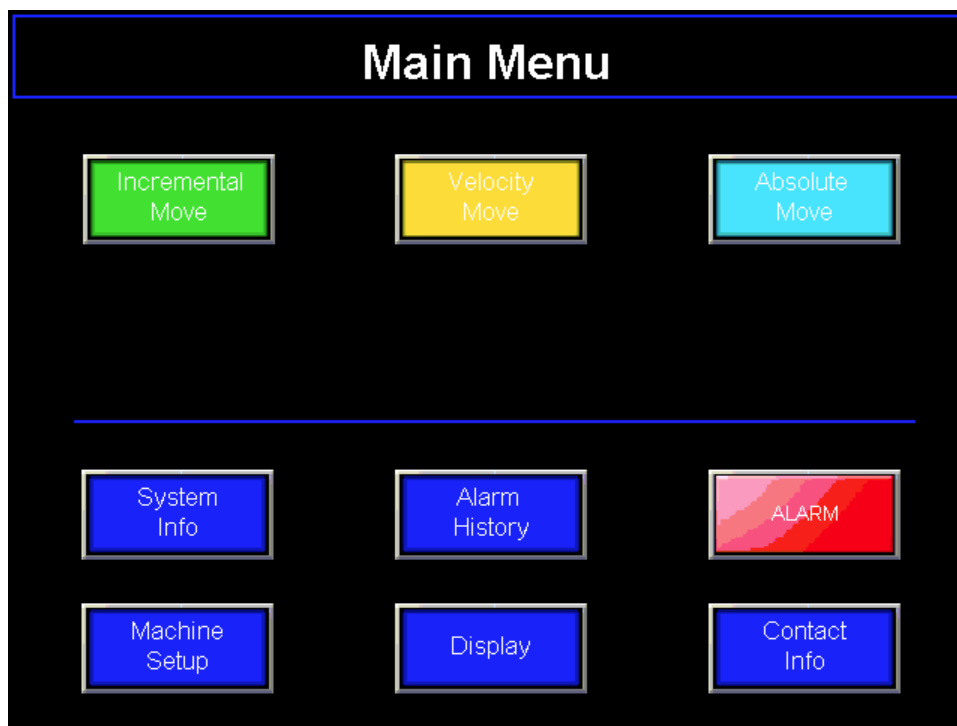 Main Menu
Incremental
Move
Velocity
Move
Absolute
Move
System
Info
Alarm
History
ALARM
Machine
Setup
Display
Contact
Info